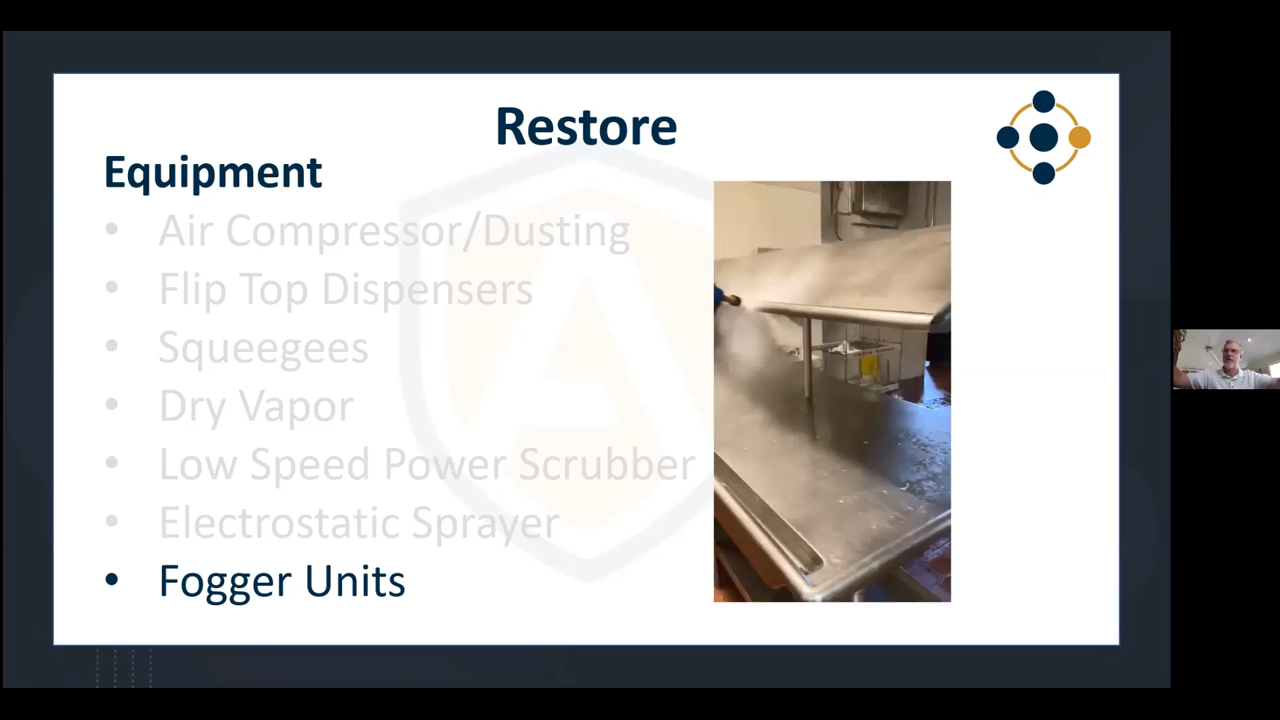 Restore
Equipment
• Air Compressor/Dusting
• Flip Top Dispensers
• Squeegees
• Dry Vapor
• Low Speed Power Scrubber
• Electrostatic Sprayer
• Fogger Units